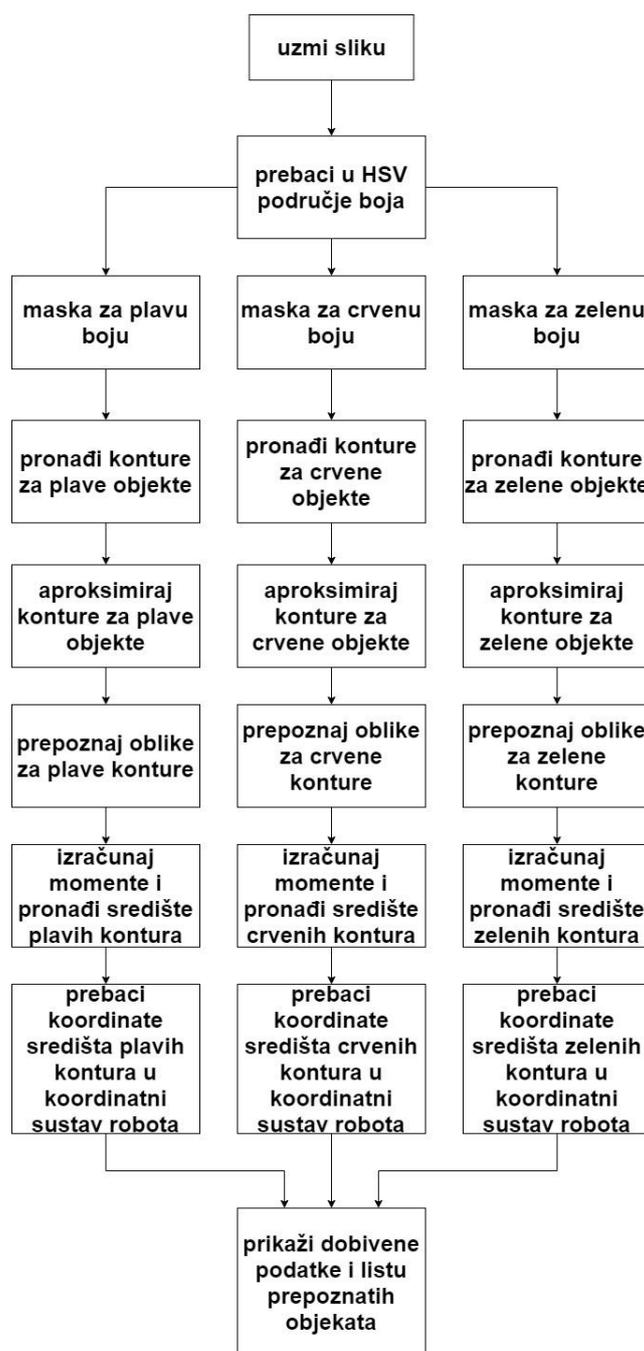 uzmi sliku
prebaci u HSV
područje boja
maska za plavu
boju
maska za crvenu
boju
maska za zelenu
boju
pronađi konture
za plave objekte
pronađi konture
za crvene
objekte
pronađi konture
za zelene objekte
aproksimiraj
konture za plave
objekte
aproksimiraj
konture za
crvene objekte
aproksimiraj
konture za
zelene objekte
prepoznaj oblike
za plave konture
prepoznaj oblike
za crvene
konture
prepoznaj oblike
za zelene
konture
izračunaj
momente i
pronađi središte
plavih kontura
izračunaj
momente i
pronađi središte
crvenih kontura
izračunaj
momente i
pronađi središte
zelenih kontura
prebaci
koordinate
središta plavih
kontura u
koordinatni
sustav robota
prebaci
koordinate
središta crvenih
kontura u
koordinatni
sustav robota
prebaci
koordinate
središta zelenih
kontura u
koordinatni
sustav robota
prikaži dobivene
podatke i listu
prepoznatih
objekata